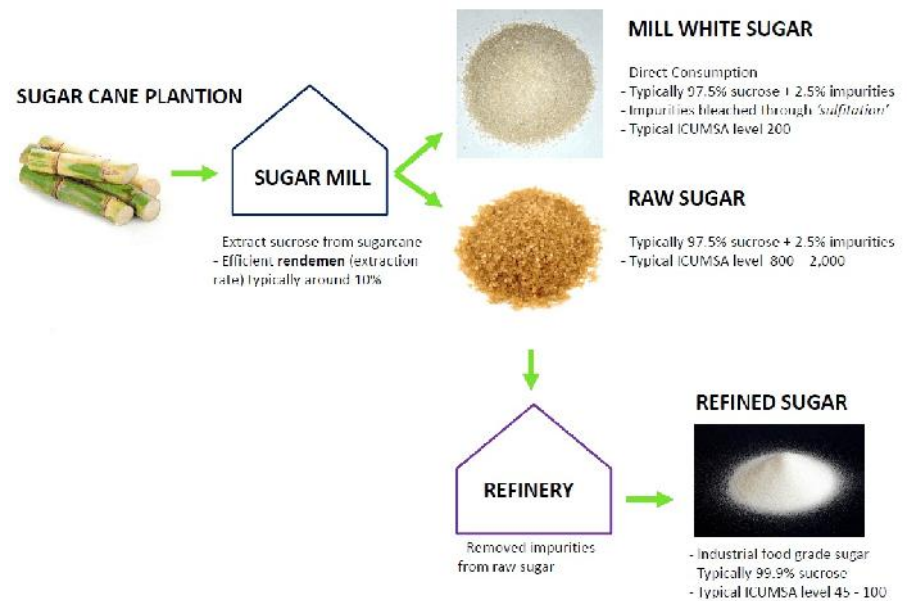 SUGAR CANE PLANTION
SUGAR MILL
Extract sucrose from sugarcane
- Efficient rendemen (extraction
rate) typically around 10%
MILL WHITE SUGAR
Direct Consumption
- Typically 97.5% sucrose + 2.5% impurities
- Impurities bleached through 'sulfitation'
- Typical ICUMSA level 200
RAW SUGAR
Typically 97.5% sucrose + 2.5% impurities
- Typical ICUMSA level 800 2,000
REFINERY
Removed impurities
from raw sugar
REFINED SUGAR
- Industrial food grade sugar
Typically 99.9% sucrose
- Typical ICUMSA level 45 - 100